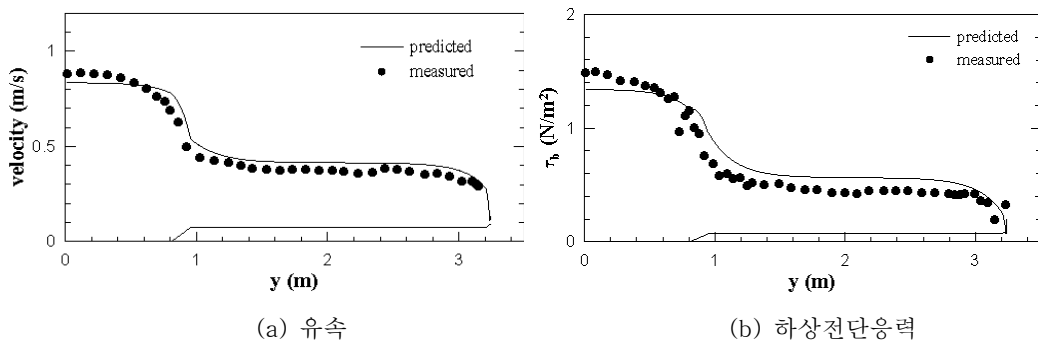 1
0.5
0
velocity (m/s)
predicted
measured
0 1 2 3
y (m)
(a) 유속
2
1
0
τb (N/m²)
predicted
measured
0 1 2 3
y (m)
(b) 하상전단응력